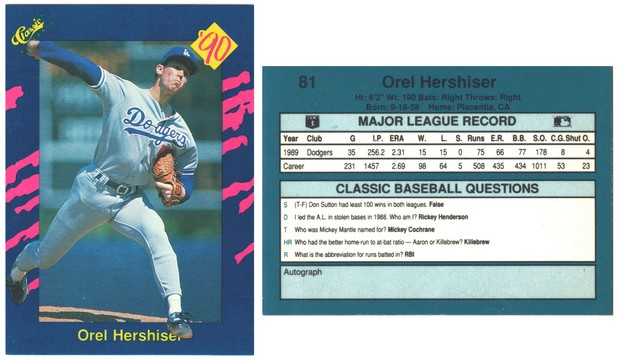 Classic
'90
Dodgers
Orel Hershiser
81 Orel Hershiser
Ht: 6'3" Wt: 190 Bats: Right Throws: Right
Born: 9-16-58 Home: Placentia, CA
MAJOR LEAGUE RECORD
Year Club G I.P. ERA W. L. S. Runs E.R. B.B. S.O. C.G. Shut O.
1989 Dodgers 35 256.2 2.31 15 15 0 75 66 77 178 8 4
Career 231 1457 2.69 98 64 5 508 435 434 1011 53 23
CLASSIC BASEBALL QUESTIONS
S (T-F) Don Sutton had least 100 wins in both leagues. False
D I led the A.L. in stolen bases in 1988. Who am I? Rickey Henderson
T Who was Mickey Mantle named for? Mickey Cochrane
HR Who had the better home-run to at-bat ratio — Aaron or Killebrew? Killebrew
R What is the abbreviation for runs batted in? RBI
Autograph